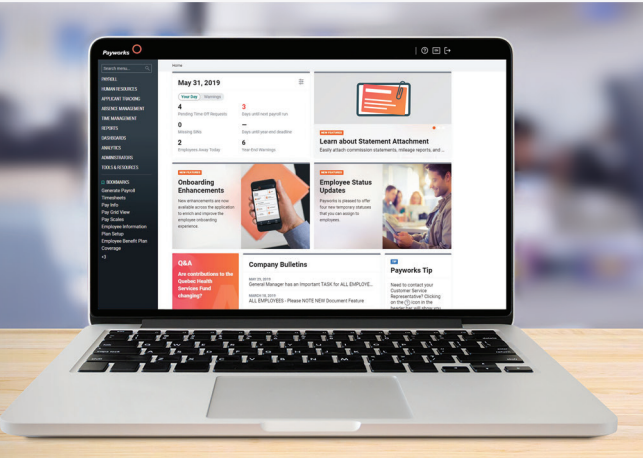 Payworks
EN
Search menu...
PAYROLL
HUMAN RESOURCES
APPLICANT TRACKING
ABSENCE MANAGEMENT
TIME MANAGEMENT
REPORTS
DASHBOARDS
ANALYTICS
ADMINISTRATORS
TOOLS & RESOURCES
BOOKMARKS
Generate Payroll
Timesheets
Pay Info
Pay Grid View
Pay Scales
Employee Information
Plan Setup
Employee Benefit Plan
Coverage
+3
Home
May 31, 2019
Your Day Warnings
4
Pending Time Off Requests
3
Days until next payroll run
0
Missing SINs
--
Days until year-end deadline
2
Employees Away Today
6
Year-End Warnings
NEW FEATURES
Learn about Statement Attachment
Easily attach commission statements, mileage reports, and ...
NEW FEATURES
Onboarding
Enhancements
New enhancements are now
available across the application
to enrich and improve the
employee onboarding
experience.
NEW FEATURES
Employee Status
Updates
Payworks is pleased to offer
four new temporary statuses
that you can assign to
employees.
Q&A
Are contributions to the
Quebec Health
Services Fund
changing?
Company Bulletins
MAY 29, 2019
General Manager has an Important TASK for ALL EMPLOYE...
MARCH 18, 2019
ALL EMPLOYEES - Please NOTE NEW Document Feature
TIP
Payworks Tip
Need to contact your
Customer Service
Representative? Clicking
on the ? icon in the
header bar will show you